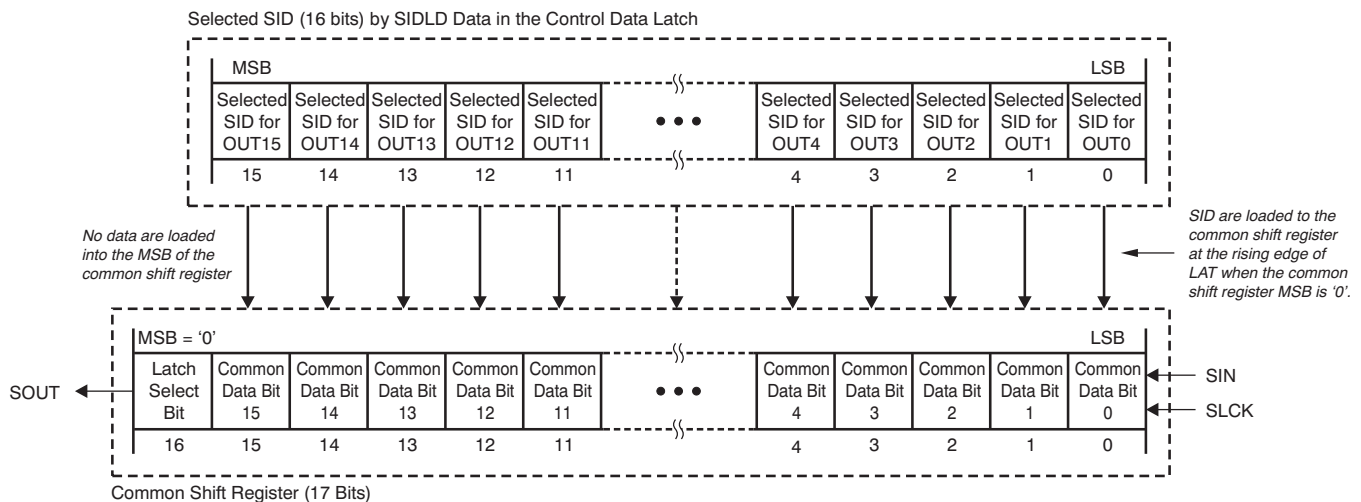 Selected SID (16 bits) by SIDLD Data in the Control Data Latch
MSB LSB
Selected Selected Selected Selected Selected Selected Selected Selected Selected Selected
SID for SID for SID for SID for SID for ••• SID for SID for SID for SID for SID for
OUT15 OUT14 OUT13 OUT12 OUT11 OUT4 OUT3 OUT2 OUT1 OUT0
15 14 13 12 11 4 3 2 1 0
No data are loaded
into the MSB of the
common shift register
SID are loaded to the
common shift register
at the rising edge of
LAT when the common
shift register MSB is ‘0’.
MSB = ‘0’ LSB
Latch Common Common Common Common Common Common Common Common Common Common
Select Data Bit Data Bit Data Bit Data Bit Data Bit ••• Data Bit Data Bit Data Bit Data Bit Data Bit
Bit 15 14 13 12 11 4 3 2 1 0
16 15 14 13 12 11 4 3 2 1 0
SOUT
SIN
SLCK
Common Shift Register (17 Bits)